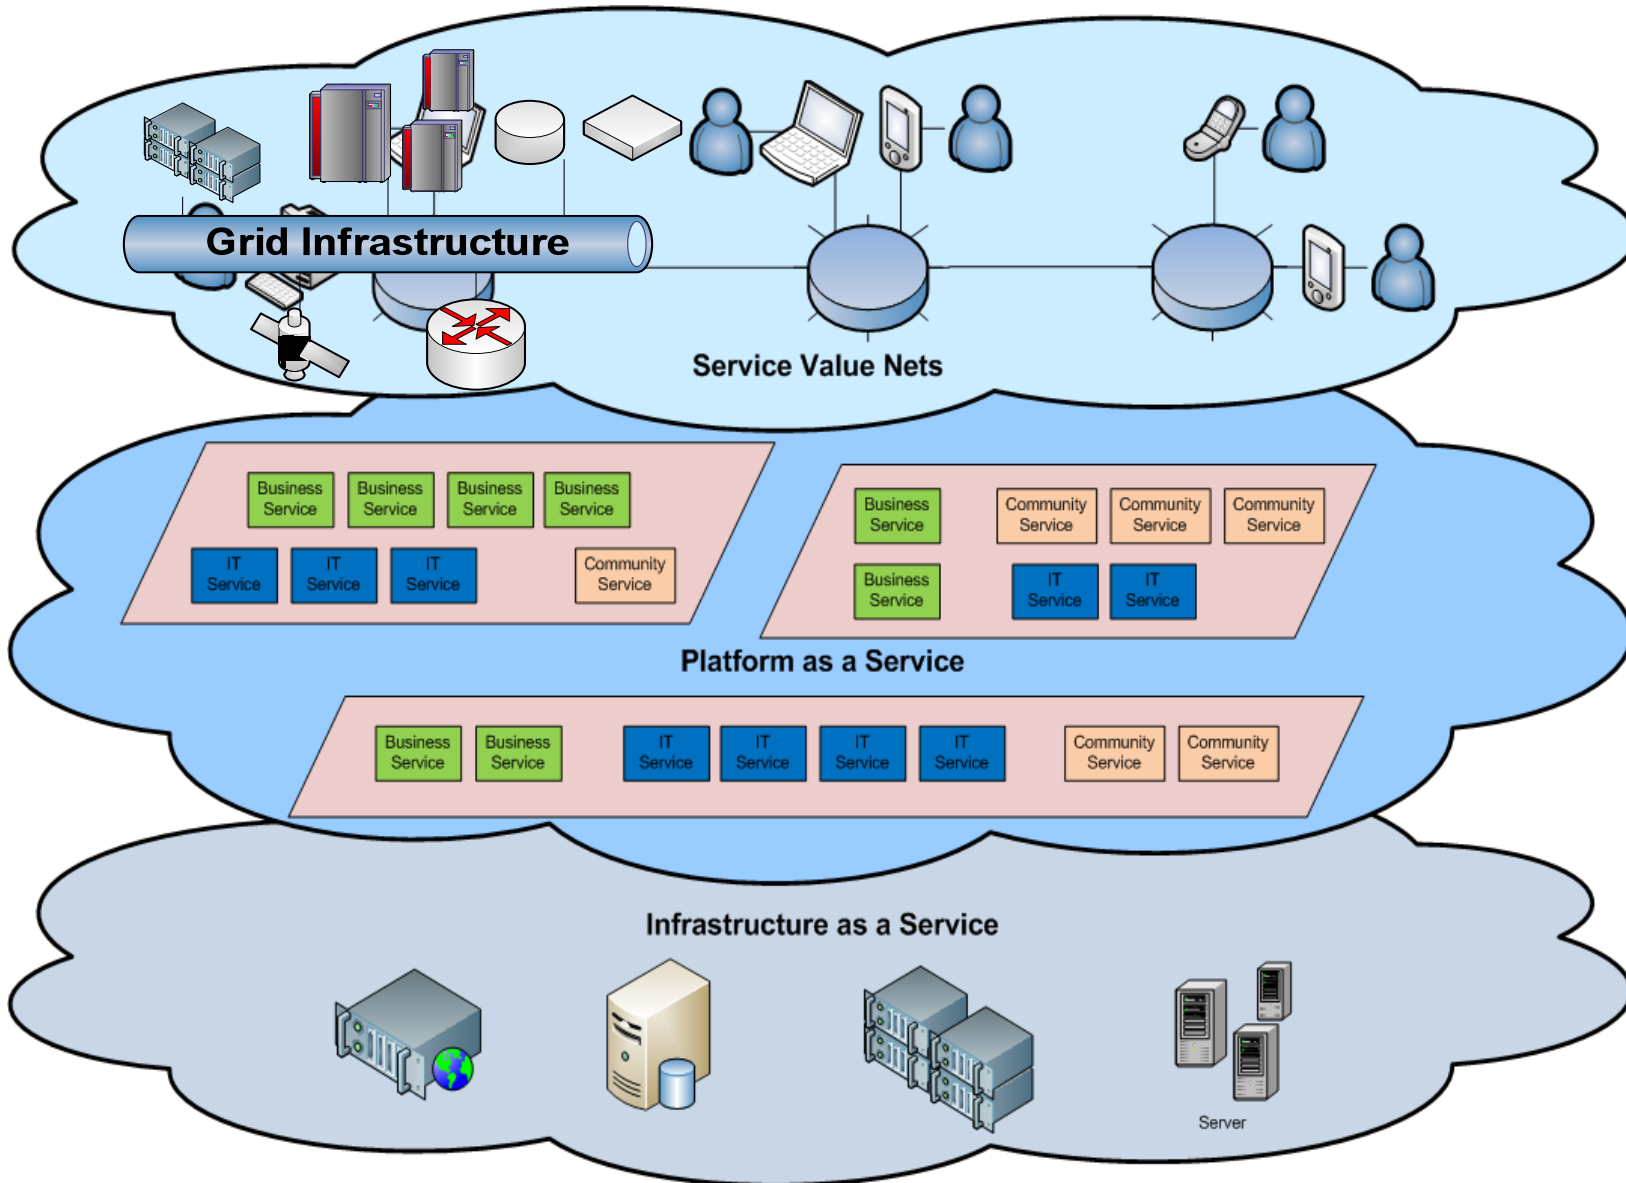 Grid Infrastructure
Service Value Nets
Business
Service
Business
Service
Business
Service
Business
Service
IT
Service
IT
Service
IT
Service
Community
Service
Business
Service
Community
Service
Community
Service
Community
Service
Business
Service
IT
Service
IT
Service
Platform as a Service
Business
Service
Business
Service
IT
Service
IT
Service
IT
Service
IT
Service
Community
Service
Community
Service
Infrastructure as a Service
Server